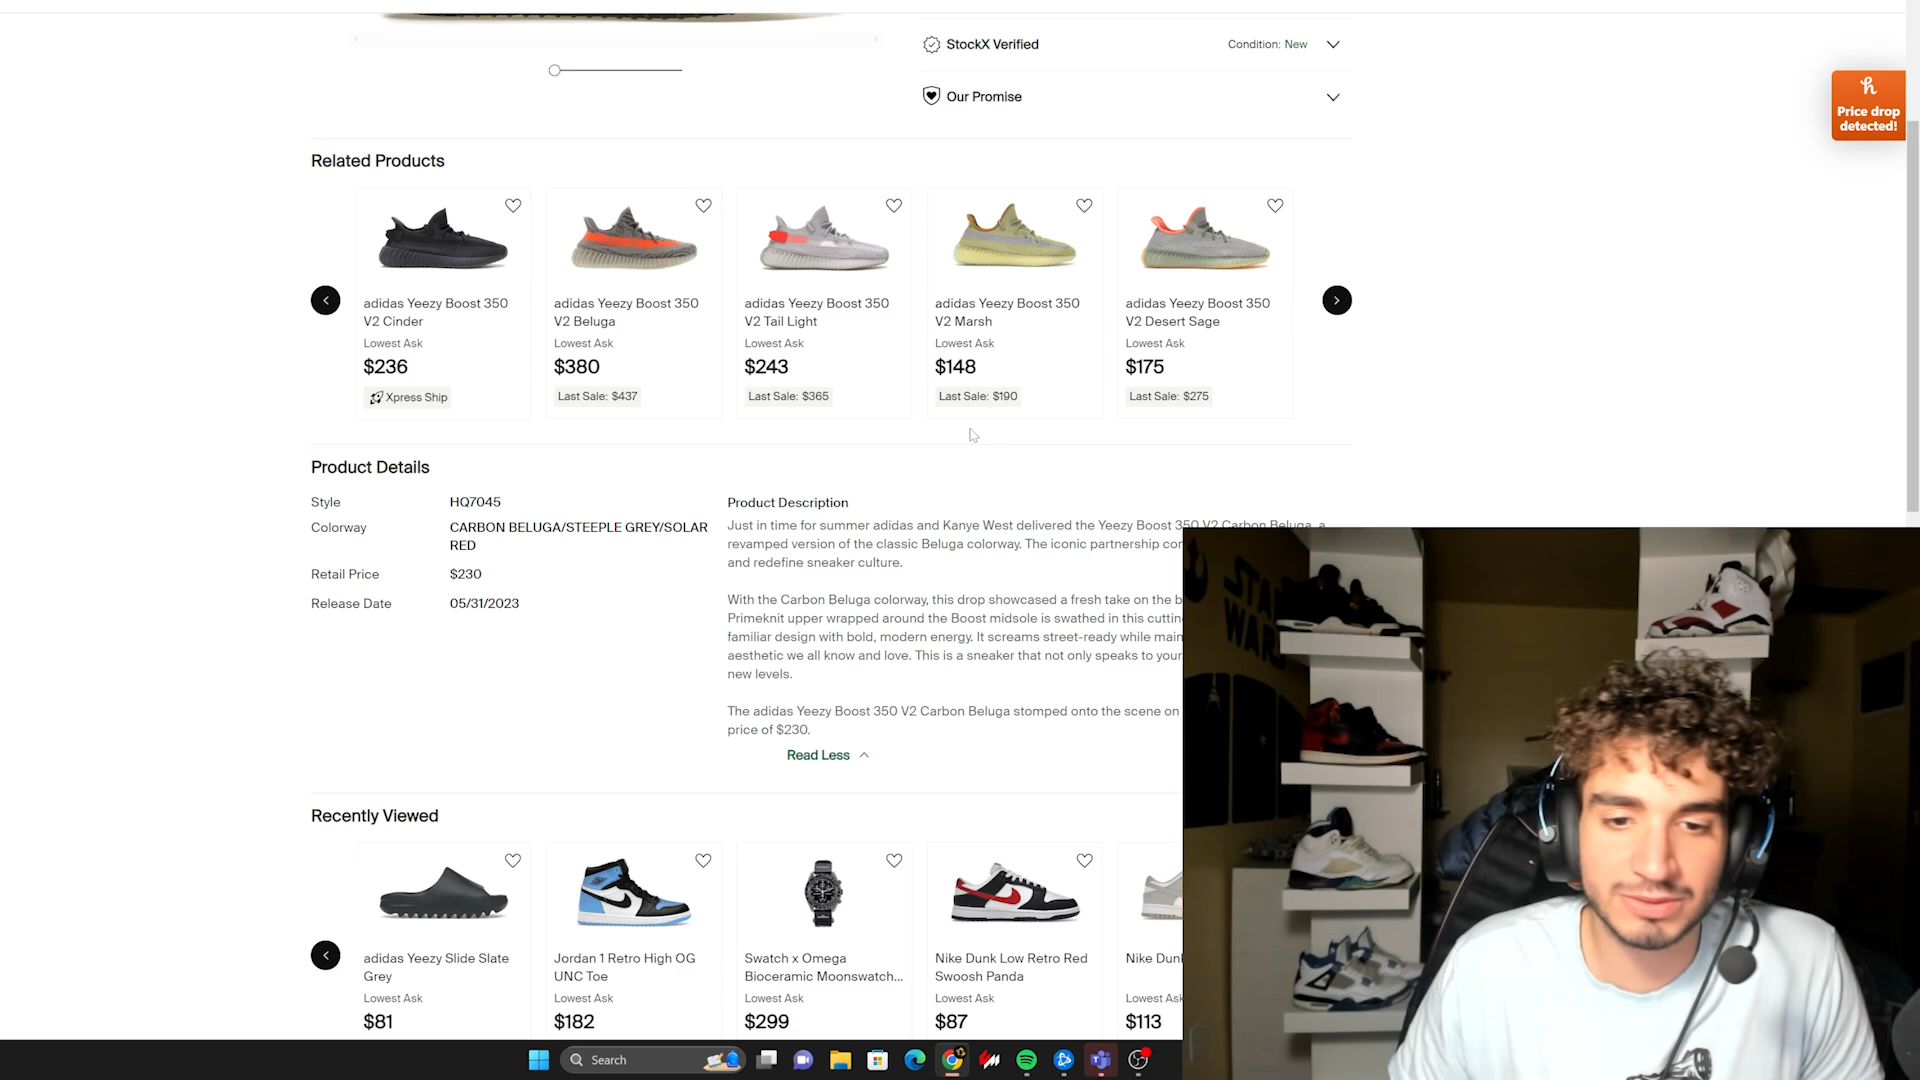 StockX Verified
Condition: New
Our Promise
Price drop
detected!
Related Products
adidas Yeezy Boost 350
V2 Cinder
Lowest Ask
$236
Xpress Ship
adidas Yeezy Boost 350
V2 Beluga
Lowest Ask
$380
Last Sale: $437
adidas Yeezy Boost 350
V2 Tail Light
Lowest Ask
$243
Last Sale: $365
adidas Yeezy Boost 350
V2 Marsh
Lowest Ask
$148
Last Sale: $190
adidas Yeezy Boost 350
V2 Desert Sage
Lowest Ask
$175
Last Sale: $275
Product Details
Style HQ7045
Colorway CARBON BELUGA/STEEPLE GREY/SOLAR
RED
Retail Price $230
Release Date 05/31/2023
Product Description
Just in time for summer adidas and Kanye West delivered the Yeezy Boost 350 V2 Carbon Beluga, a
revamped version of the classic Beluga colorway. The iconic partnership
and redefine sneaker culture.
With the Carbon Beluga colorway, this drop showcased a fresh take on the
Primeknit upper wrapped around the Boost midsole is swathed in this
familiar design with bold, modern energy. It screams street-ready while
aesthetic we all know and love. This is a sneaker that not only speaks to your
new levels.
The adidas Yeezy Boost 350 V2 Carbon Beluga stomped onto the scene on
price of $230.
Read Less
Recently Viewed
adidas Yeezy Slide Slate
Grey
Lowest Ask
$81
Jordan 1 Retro High OG
UNC Toe
Lowest Ask
$182
Swatch x Omega
Bioceramic Moonswatch...
Lowest Ask
$299
Nike Dunk Low Retro Red
Swoosh Panda
Lowest Ask
$87
Nike
Lowest Ask
$113
STAR
WARS
Search